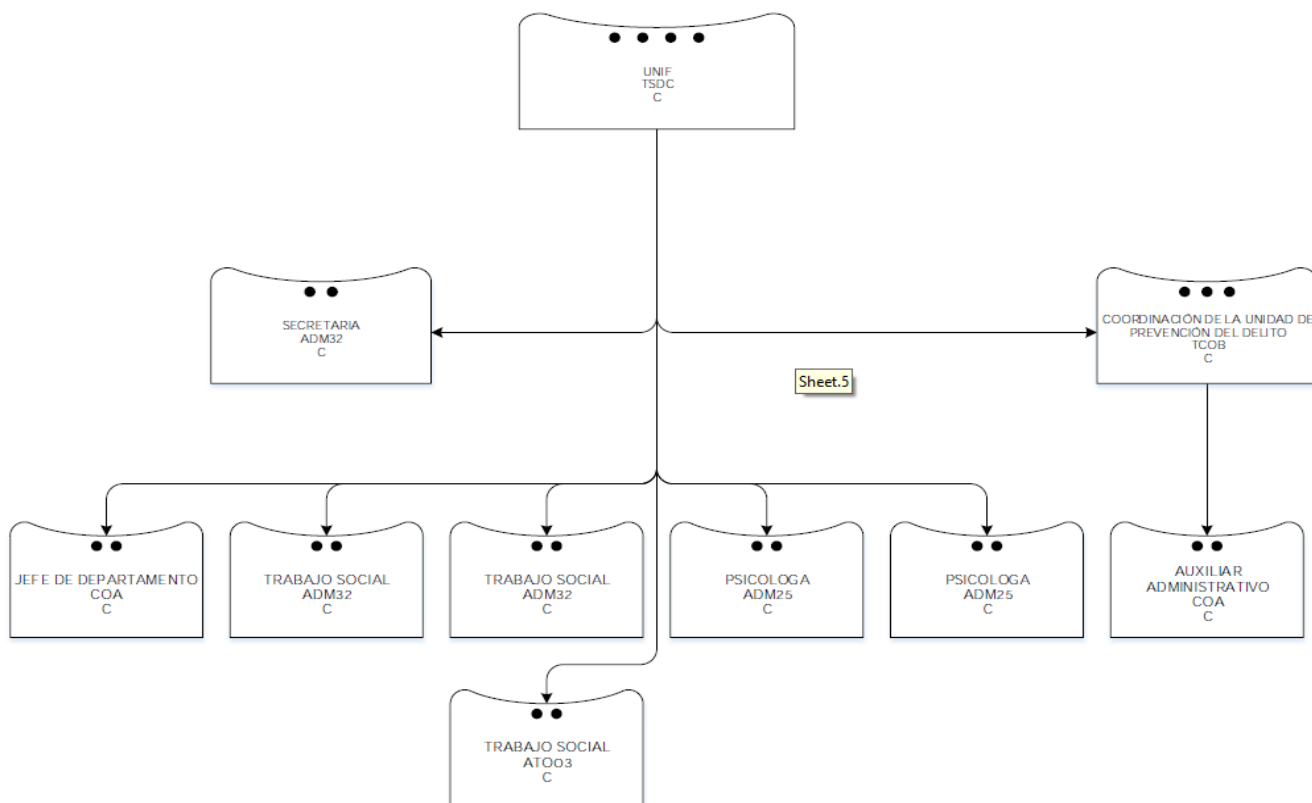 UNIF
TSDC
C
SECRETARIA
ADM32
C
COORDINACIÓN DE LA UNIDAD DE
PREVENCIÓN DEL DELITO
TCOB
C
Sheet.5
JEFE DE DEPARTAMENTO
COA
C
TRABAJO SOCIAL
ADM32
C
TRABAJO SOCIAL
ADM32
C
PSICOLOGA
ADM25
C
PSICOLOGA
ADM25
C
AUXILIAR
ADMINISTRATIVO
COA
C
TRABAJO SOCIAL
ATO03
C